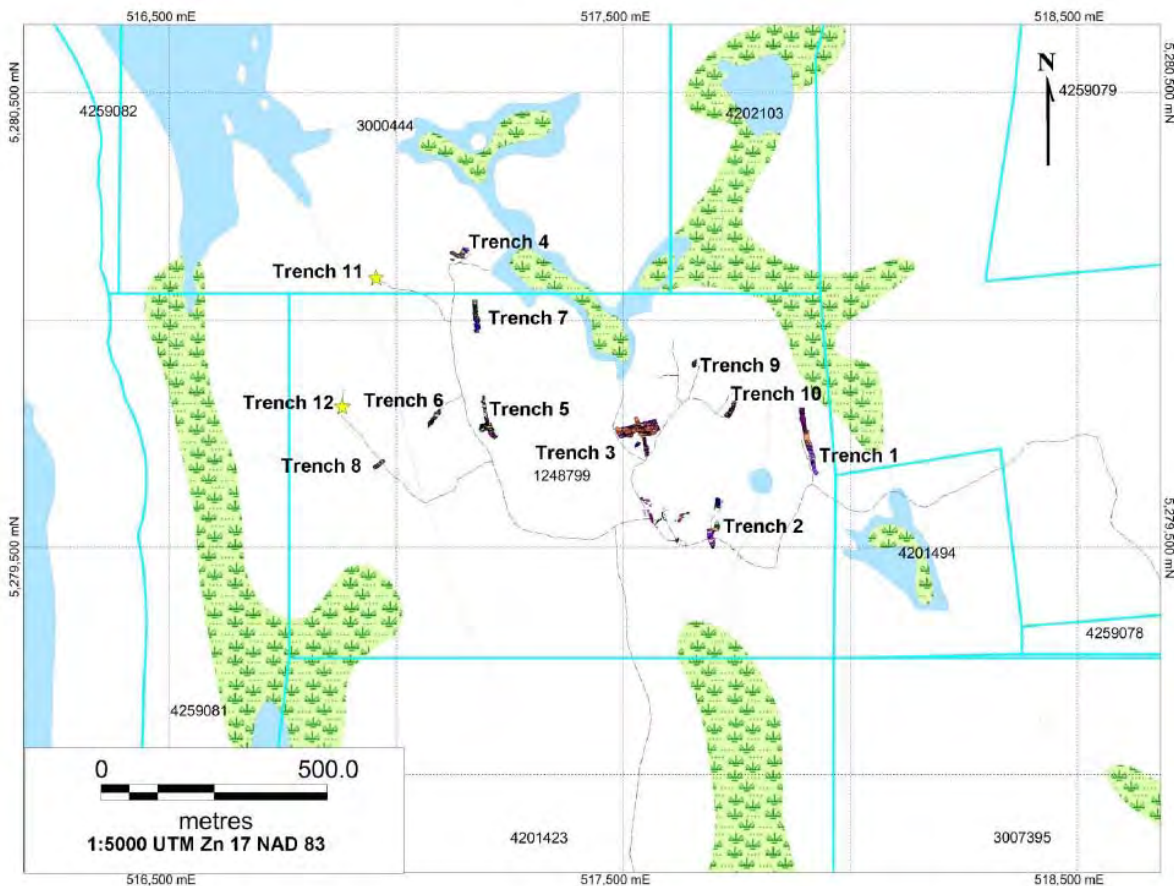 516,500 mE
517,500 mE
518,500 mE
5,280,500 mN
5,280,500 mN
N
4259082
3000444
4202103
4259079
Trench 4
Trench 11
Trench 7
Trench 9
Trench 10
Trench 12
Trench 6
Trench 5
Trench 3
Trench 1
Trench 8
1248799
Trench 2
5,279,500 mN
5,279,500 mN
4201494
4259078
4259081
0
500.0
metres
1:5000 UTM Zn 17 NAD 83
4201423
3007395
516,500 mE
517,500 mE
518,500 mE